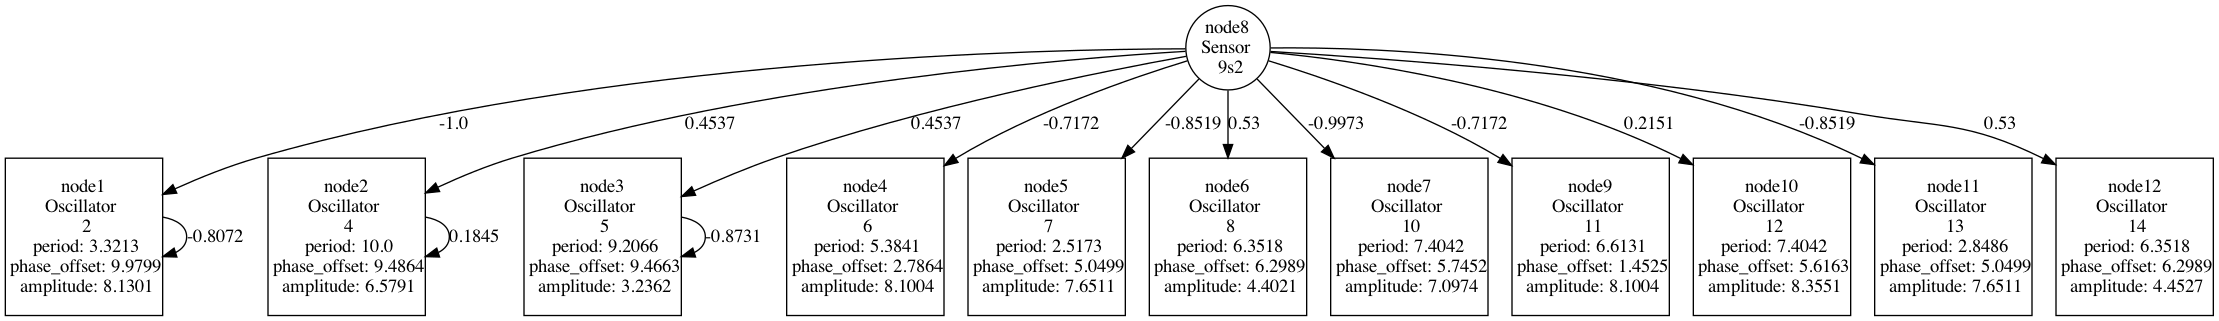 node8
Sensor
9s2
-1.0
0.4537
0.4537
-0.7172
-0.8519
0.53
-0.9973
-0.7172
0.2151
-0.8519
0.53
node1
Oscillator
2
period: 3.3213
phase_offset: 9.9799
amplitude: 8.1301
-0.8072
node2
Oscillator
4
period: 10.0
phase_offset: 9.4864
amplitude: 6.5791
0.1845
node3
Oscillator
5
period: 9.2066
phase_offset: 9.4663
amplitude: 3.2362
-0.8731
node4
Oscillator
6
period: 5.3841
phase_offset: 2.7864
amplitude: 8.1004
node5
Oscillator
7
period: 2.5173
phase_offset: 5.0499
amplitude: 7.6511
node6
Oscillator
8
period: 6.3518
phase_offset: 6.2989
amplitude: 4.4021
node7
Oscillator
10
period: 7.4042
phase_offset: 5.7452
amplitude: 7.0974
node9
Oscillator
11
period: 6.6131
phase_offset: 1.4525
amplitude: 8.1004
node10
Oscillator
12
period: 7.4042
phase_offset: 5.6163
amplitude: 8.3551
node11
Oscillator
13
period: 2.8486
phase_offset: 5.0499
amplitude: 7.6511
node12
Oscillator
14
period: 6.3518
phase_offset: 6.2989
amplitude: 4.4527